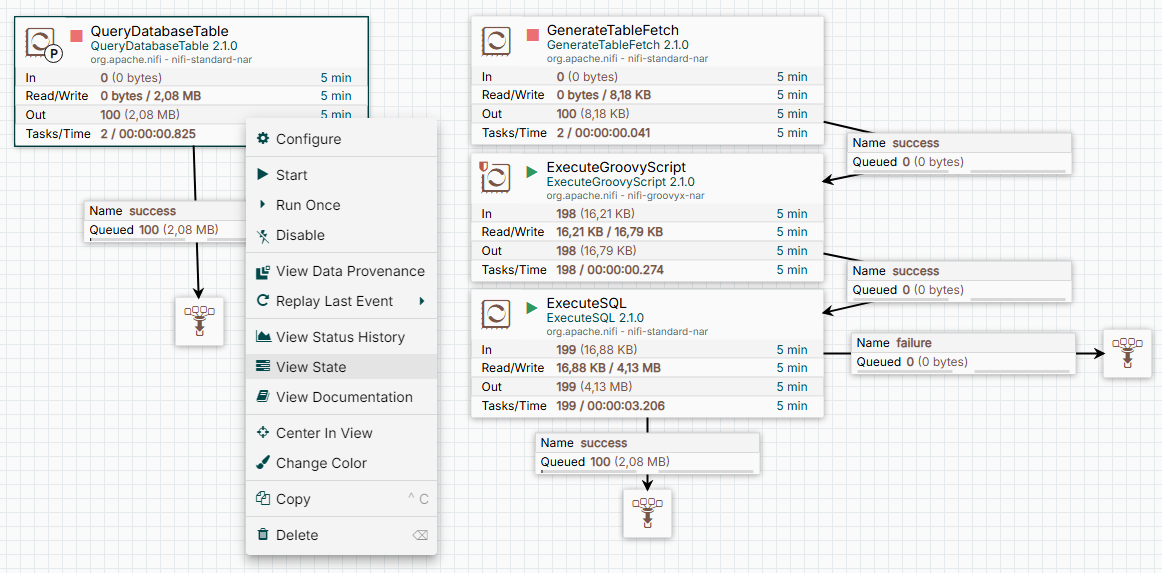 QueryDatabaseTable
QueryDatabaseTable 2.1.0
org.apache.nifi - nifi-standard-nar
P
In 0 (0 bytes) 5 min
Read/Write 0 bytes / 2,08 MB 5 min
Out 100 (2,08 MB) 5 min
Tasks/Time 2 / 00:00:00.825
Name success
Queued 100 (2,08 MB)
Configure
Start
Run Once
Disable
View Data Provenance
Replay Last Event
View Status History
View State
View Documentation
Center In View
Change Color
Copy ^ C
Delete ⌫
GenerateTableFetch
GenerateTableFetch 2.1.0
org.apache.nifi - nifi-standard-nar
In 0 (0 bytes) 5 min
Read/Write 0 bytes / 8,18 KB 5 min
Out 100 (8,18 KB) 5 min
Tasks/Time 2 / 00:00:00.041 5 min
Name success
Queued 0 (0 bytes)
ExecuteGroovyScript
ExecuteGroovyScript 2.1.0
org.apache.nifi - nifi-groovyx-nar
In 198 (16,21 KB) 5 min
Read/Write 16,21 KB / 16,79 KB 5 min
Out 198 (16,79 KB) 5 min
Tasks/Time 198 / 00:00:00.274 5 min
Name success
Queued 0 (0 bytes)
ExecuteSQL
ExecuteSQL 2.1.0
org.apache.nifi - nifi-standard-nar
In 199 (16,88 KB) 5 min
Read/Write 16,88 KB / 4,13 MB 5 min
Out 199 (4,13 MB) 5 min
Tasks/Time 199 / 00:00:03.206 5 min
Name failure
Queued 0 (0 bytes)
Name success
Queued 100 (2,08 MB)